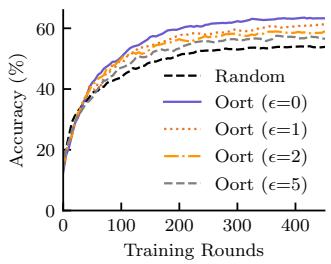 Accuracy (%)
60
40
20
0
Random
Oort (ϵ=0)
Oort (ϵ=1)
Oort (ϵ=2)
Oort (ϵ=5)
0 100 200 300 400
Training Rounds